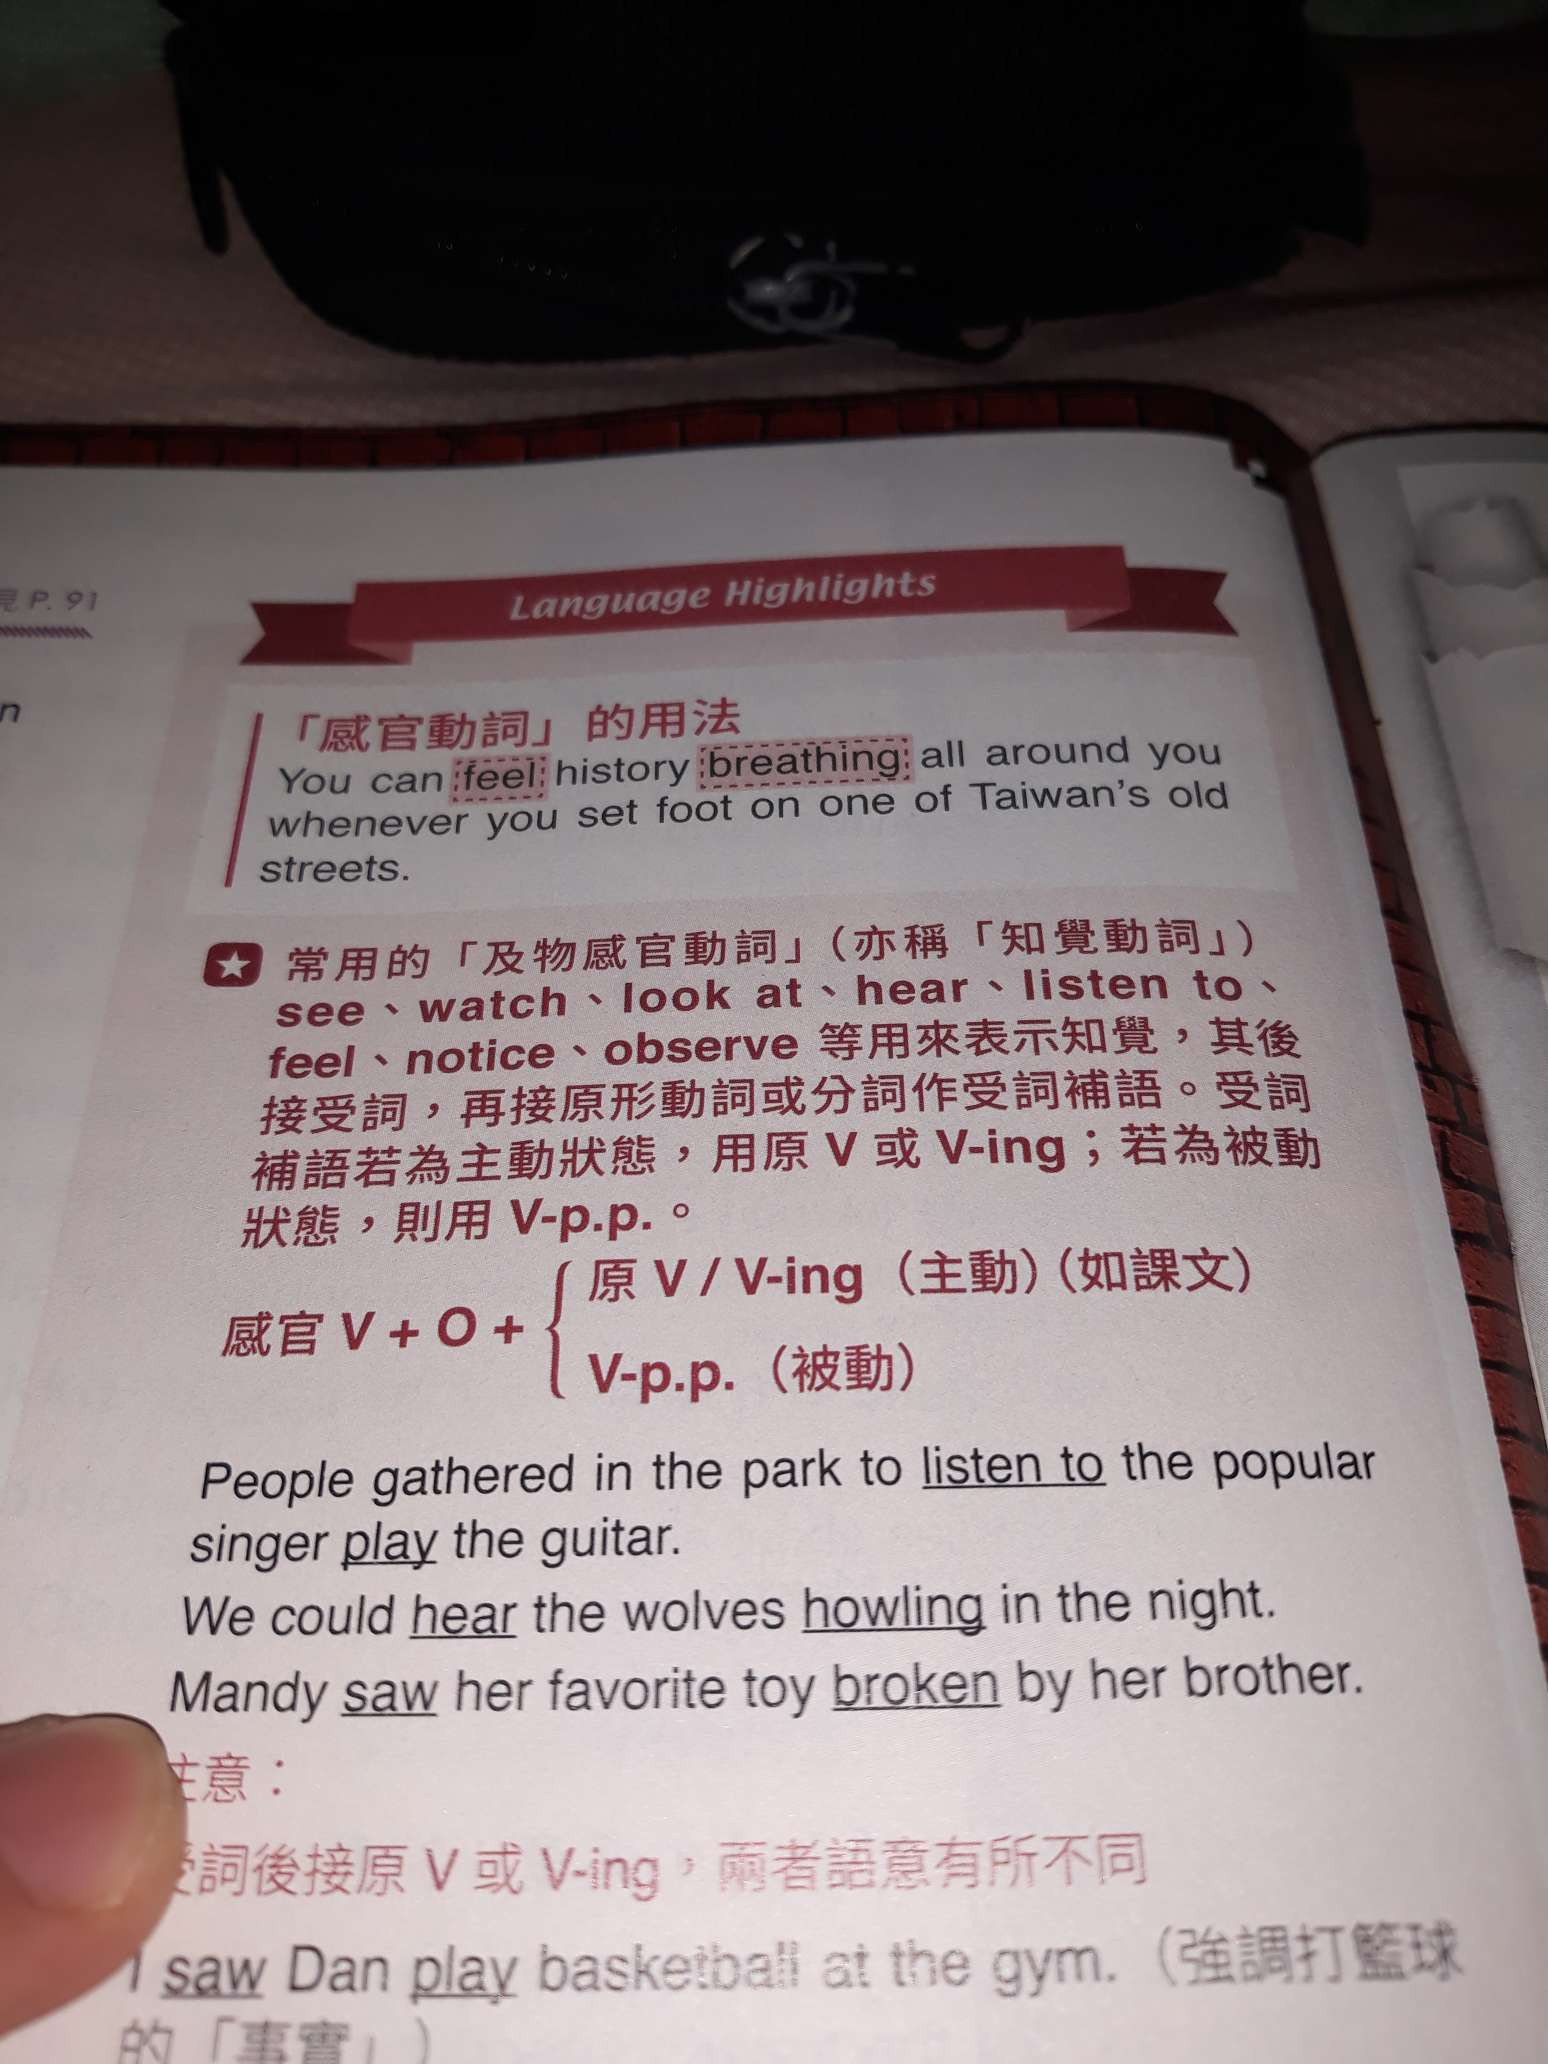 見 P. 91
n
Language Highlights
「感官動詞」的用法
You can feel history breathing all around you
whenever you set foot on one of Taiwan's old
streets.
常用的「及物感官動詞」（亦稱「知覺動詞」）
see、watch、look at、hear、listen to、
feel、notice、observe 等用來表示知覺，其後
接受詞，再接原形動詞或分詞作受詞補語。受詞
補語若為主動狀態，用原 V 或 V-ing；若為被動
狀態，則用 V-p.p.。
原 V / V-ing（主動）（如課文）
感官 V + O +
V-p.p.（被動）
People gathered in the park to listen to the popular
singer play the guitar.
We could hear the wolves howling in the night.
Mandy saw her favorite toy broken by her brother.
注意：
受詞後接原 V 或 V-ing，兩者語意有所不同
I saw Dan play basketball at the gym.（強調打籃球
的「事實」）